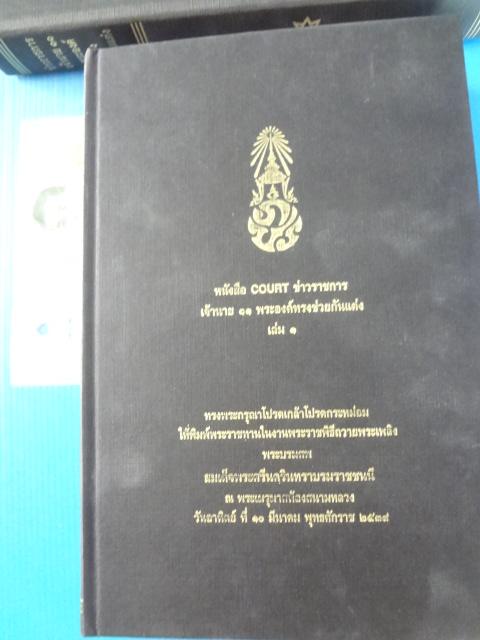 หนังสือ COURT ข่าวราชการ
เจ้านาย ๑๑ พระองค์ทรงช่วยกันแต่ง
เล่ม ๑
ทรงพระกรุณาโปรดเกล้าโปรดกระหม่อม
ให้พิมพ์พระราชทานในงานพระราชพิธีถวายพระเพลิง
พระบรมศพ
สมเด็จพระศรีนครินทราบรมราชชนนี
ณ พระเมรุมาศท้องสนามหลวง
วันอาทิตย์ ที่ ๑๐ มีนาคม พุทธศักราช ๒๕๓๙